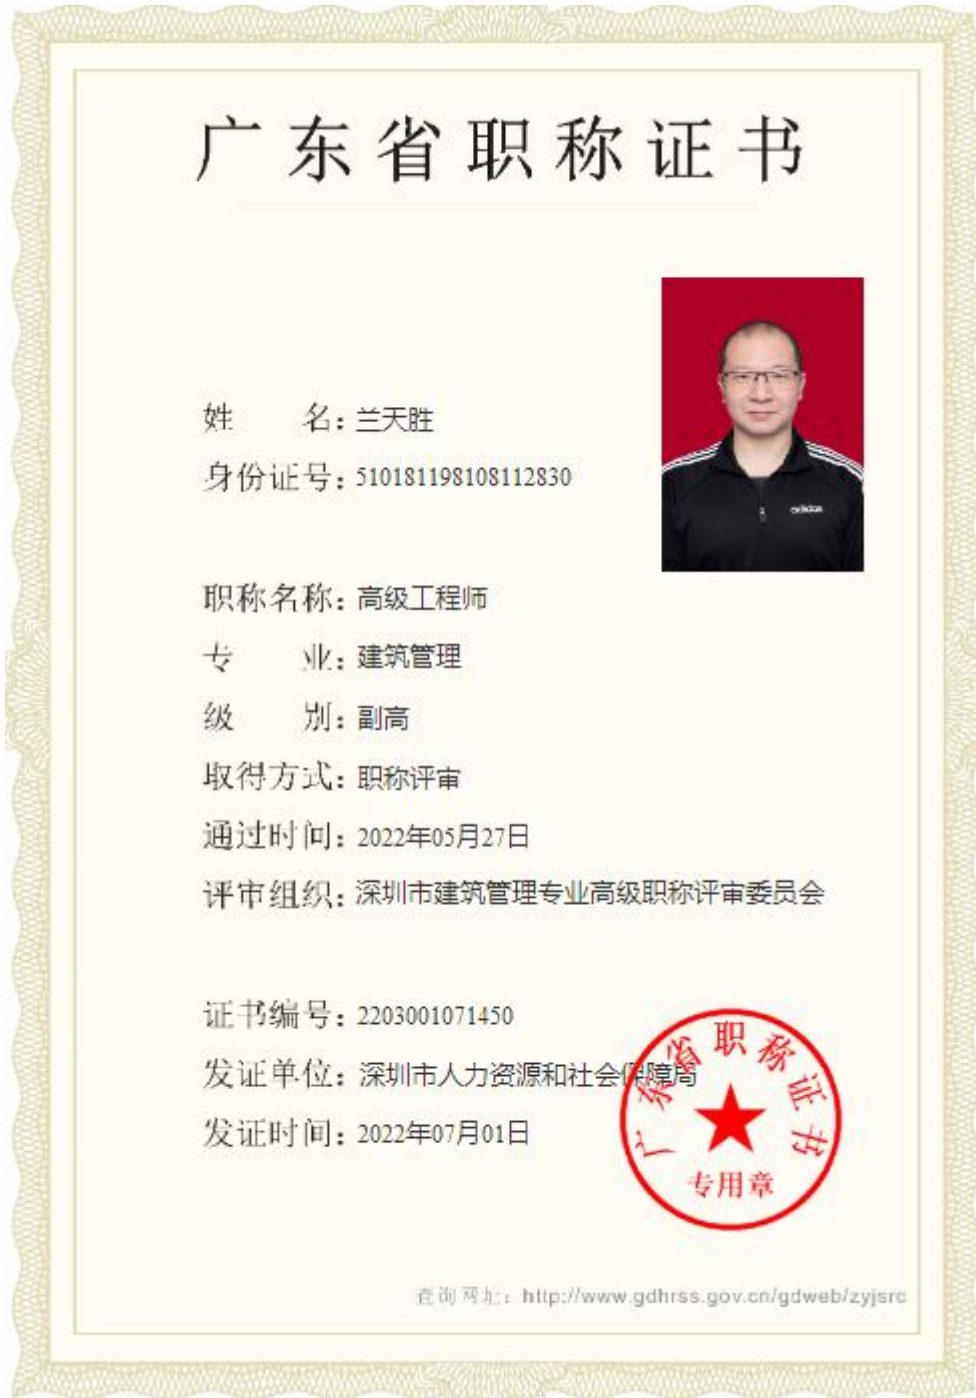 广东省职称证书
adidas
姓 名：兰天胜
身份证号：510181198108112830
职称名称：高级工程师
专 业：建筑管理
级 别：副高
取得方式：职称评审
通过时间：2022年05月27日
评审组织：深圳市建筑管理专业高级职称评审委员会
证书编号：2203001071450
发证单位：深圳市人力资源和社会保障局
发证时间：2022年07月01日
广东省职称证书
专用章
查询网址：http://www.gdhrss.gov.cn/gdweb/zyjsrc